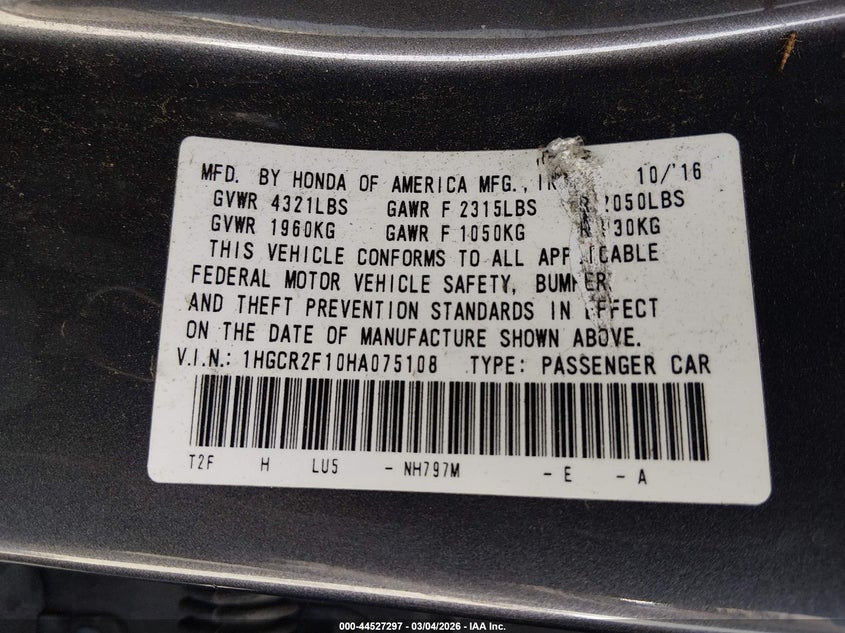 MFD. BY HONDA OF AMERICA MFG., 10/'16
GVWR 4321LBS GAWR F 2315LBS 2050LBS
GVWR 1960KG GAWR F 1050KG
THIS VEHICLE CONFORMS TO ALL APPLICABLE
FEDERAL MOTOR VEHICLE SAFETY, BUMPER,
AND THEFT PREVENTION STANDARDS IN EFFECT
ON THE DATE OF MANUFACTURE SHOWN ABOVE.
V.I.N.: 1HGCR2F10HA075108 TYPE: PASSENGER CAR
T2F H LU5 - NH797M - E - A
000-44527297 - 03/04/2026 - IAA Inc.